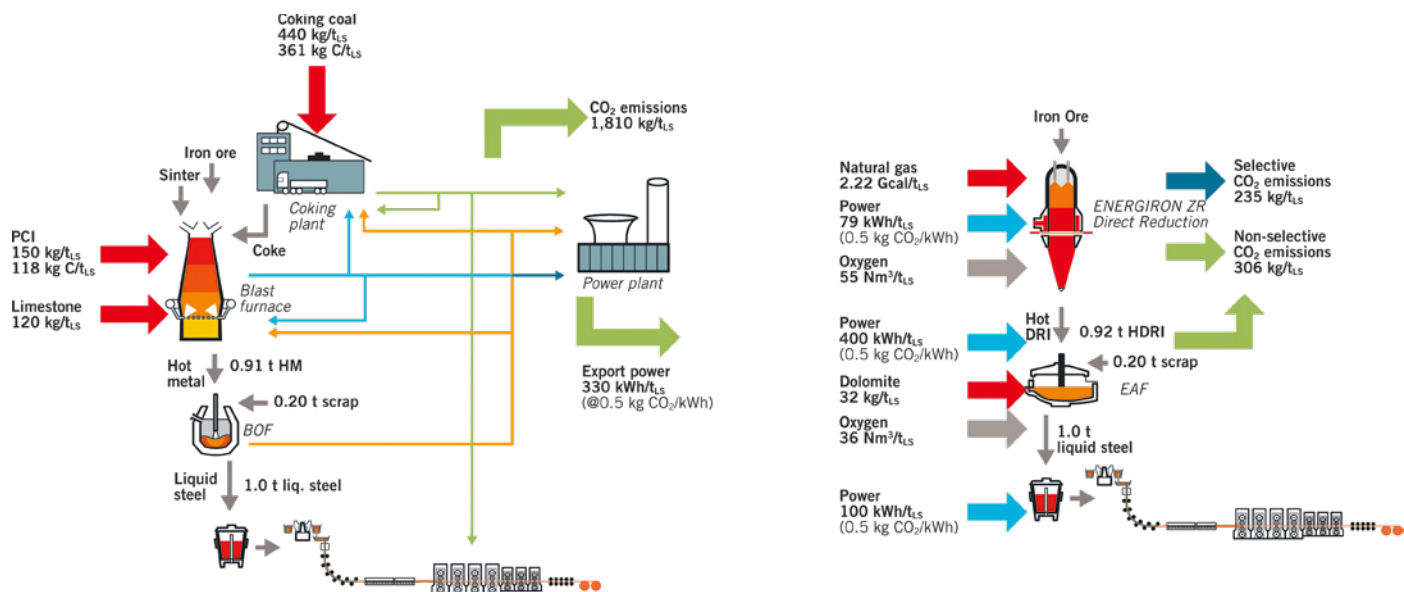 Coking coal
440 kg/tLS
361 kg C/tLS
CO2 emissions
1,810 kg/tLS
Iron ore
Sinter
Coking
plant
Coke
PCI
150 kg/tLS
118 kg C/tLS
Blast
furnace
Power plant
Limestone
120 kg/tLS
Hot
metal
0.91 t HM
Export power
330 kWh/tLS
(@0.5 kg CO2/kWh)
0.20 t scrap
BOF
Liquid
steel
1.0 t liq. steel
Iron Ore
Natural gas
2.22 Gcal/tLS
Selective
CO2 emissions
235 kg/tLS
ENERGIRON ZR
Direct Reduction
Power
79 kWh/tLS
(0.5 kg CO2/kWh)
Non-selective
CO2 emissions
306 kg/tLS
Oxygen
55 Nm3/tLS
Hot
DRI
0.92 t HDRI
Power
400 kWh/tLS
(0.5 kg CO2/kWh)
0.20 t scrap
EAF
Dolomite
32 kg/tLS
Oxygen
36 Nm3/tLS
1.0 t
liquid steel
Power
100 kWh/tLS
(0.5 kg CO2/kWh)